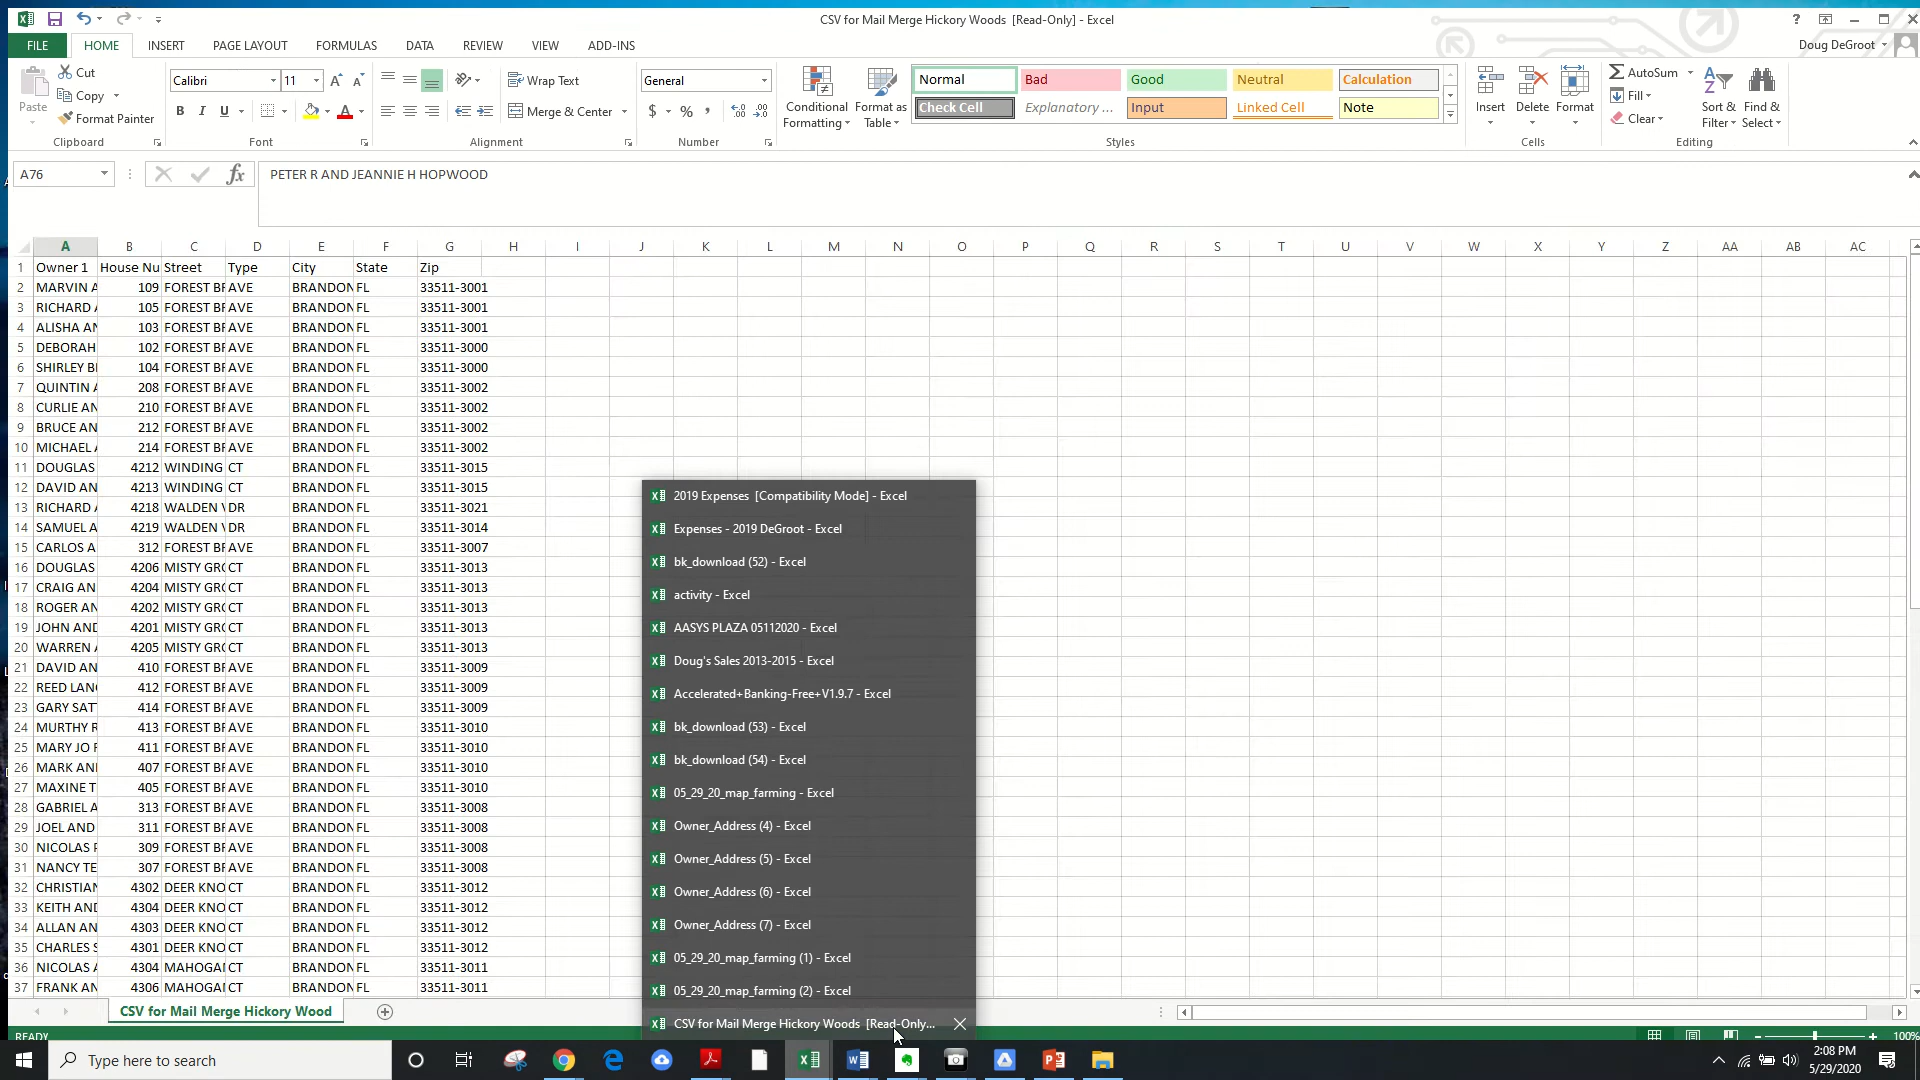 CSV for Mail Merge Hickory Woods [Read-Only] - Excel
?
FILE HOME INSERT PAGE LAYOUT FORMULAS DATA REVIEW VIEW ADD-INS
Doug DeGroot
Paste
Cut
Copy
Format Painter
Clipboard
Calibri 11
B I U
Font
Wrap Text
Merge & Center
Alignment
General
$ % ,
Number
Conditional Formatting
Format as Table
Normal Bad Good Neutral Calculation
Check Cell Explanatory ... Input Linked Cell Note
Styles
Insert Delete Format
Cells
AutoSum
Fill
Clear
Sort & Filter
Find & Select
Editing
A76 fx PETER R AND JEANNIE H HOPWOOD
A B C D E F G H I J K L M N O P Q R S T U V W X Y Z AA AB AC
1 Owner 1 House Nu Street Type City State Zip
2 MARVIN A 109 FOREST BR AVE BRANDON FL 33511-3001
3 RICHARD A 105 FOREST BR AVE BRANDON FL 33511-3001
4 ALISHA AN 103 FOREST BR AVE BRANDON FL 33511-3001
5 DEBORAH 102 FOREST BR AVE BRANDON FL 33511-3000
6 SHIRLEY B 104 FOREST BR AVE BRANDON FL 33511-3000
7 QUINTIN A 208 FOREST BR AVE BRANDON FL 33511-3002
8 CURLIE AN 210 FOREST BR AVE BRANDON FL 33511-3002
9 BRUCE AN 212 FOREST BR AVE BRANDON FL 33511-3002
10 MICHAEL A 214 FOREST BR AVE BRANDON FL 33511-3002
11 DOUGLAS 4212 WINDING CT BRANDON FL 33511-3015
12 DAVID AN 4213 WINDING CT BRANDON FL 33511-3015
13 RICHARD A 4218 WALDEN V DR BRANDON FL 33511-3021
14 SAMUEL A 4219 WALDEN V DR BRANDON FL 33511-3014
15 CARLOS A 312 FOREST BR AVE BRANDON FL 33511-3007
16 DOUGLAS 4206 MISTY GRO CT BRANDON FL 33511-3013
17 CRAIG AN 4204 MISTY GRO CT BRANDON FL 33511-3013
18 ROGER AN 4202 MISTY GRO CT BRANDON FL 33511-3013
19 JOHN AND 4201 MISTY GRO CT BRANDON FL 33511-3013
20 WARREN A 4205 MISTY GRO CT BRANDON FL 33511-3013
21 DAVID AN 410 FOREST BR AVE BRANDON FL 33511-3009
22 REED LAN 412 FOREST BR AVE BRANDON FL 33511-3009
23 GARY SAT 414 FOREST BR AVE BRANDON FL 33511-3009
24 MURTHY R 413 FOREST BR AVE BRANDON FL 33511-3010
25 MARY JO F 411 FOREST BR AVE BRANDON FL 33511-3010
26 MARK AN 407 FOREST BR AVE BRANDON FL 33511-3010
27 MAXINE T 405 FOREST BR AVE BRANDON FL 33511-3010
28 GABRIEL A 313 FOREST BR AVE BRANDON FL 33511-3008
29 JOEL AND 311 FOREST BR AVE BRANDON FL 33511-3008
30 NICOLAS 309 FOREST BR AVE BRANDON FL 33511-3008
31 NANCY TE 307 FOREST BR AVE BRANDON FL 33511-3008
32 CHRISTIAN 4302 DEER KNO CT BRANDON FL 33511-3012
33 KEITH AND 4304 DEER KNO CT BRANDON FL 33511-3012
34 ALLAN AN 4303 DEER KNO CT BRANDON FL 33511-3012
35 CHARLES S 4301 DEER KNO CT BRANDON FL 33511-3012
36 NICOLAS A 4304 MAHOGAN CT BRANDON FL 33511-3011
37 FRANK AN 4306 MAHOGAN CT BRANDON FL 33511-3011
2019 Expenses [Compatibility Mode] - Excel
Expenses - 2019 DeGroot - Excel
bk_download (52) - Excel
activity - Excel
AASYS PLAZA 05112020 - Excel
Doug's Sales 2013-2015 - Excel
Accelerated+Banking-Free+V1.9.7 - Excel
bk_download (53) - Excel
bk_download (54) - Excel
05_29_20_map_farming - Excel
Owner_Address (4) - Excel
Owner_Address (5) - Excel
Owner_Address (6) - Excel
Owner_Address (7) - Excel
05_29_20_map_farming (1) - Excel
05_29_20_map_farming (2) - Excel
CSV for Mail Merge Hickory Woods [Read-Only...
CSV for Mail Merge Hickory Wood
READY
100%
Type here to search
2:08 PM
5/29/2020